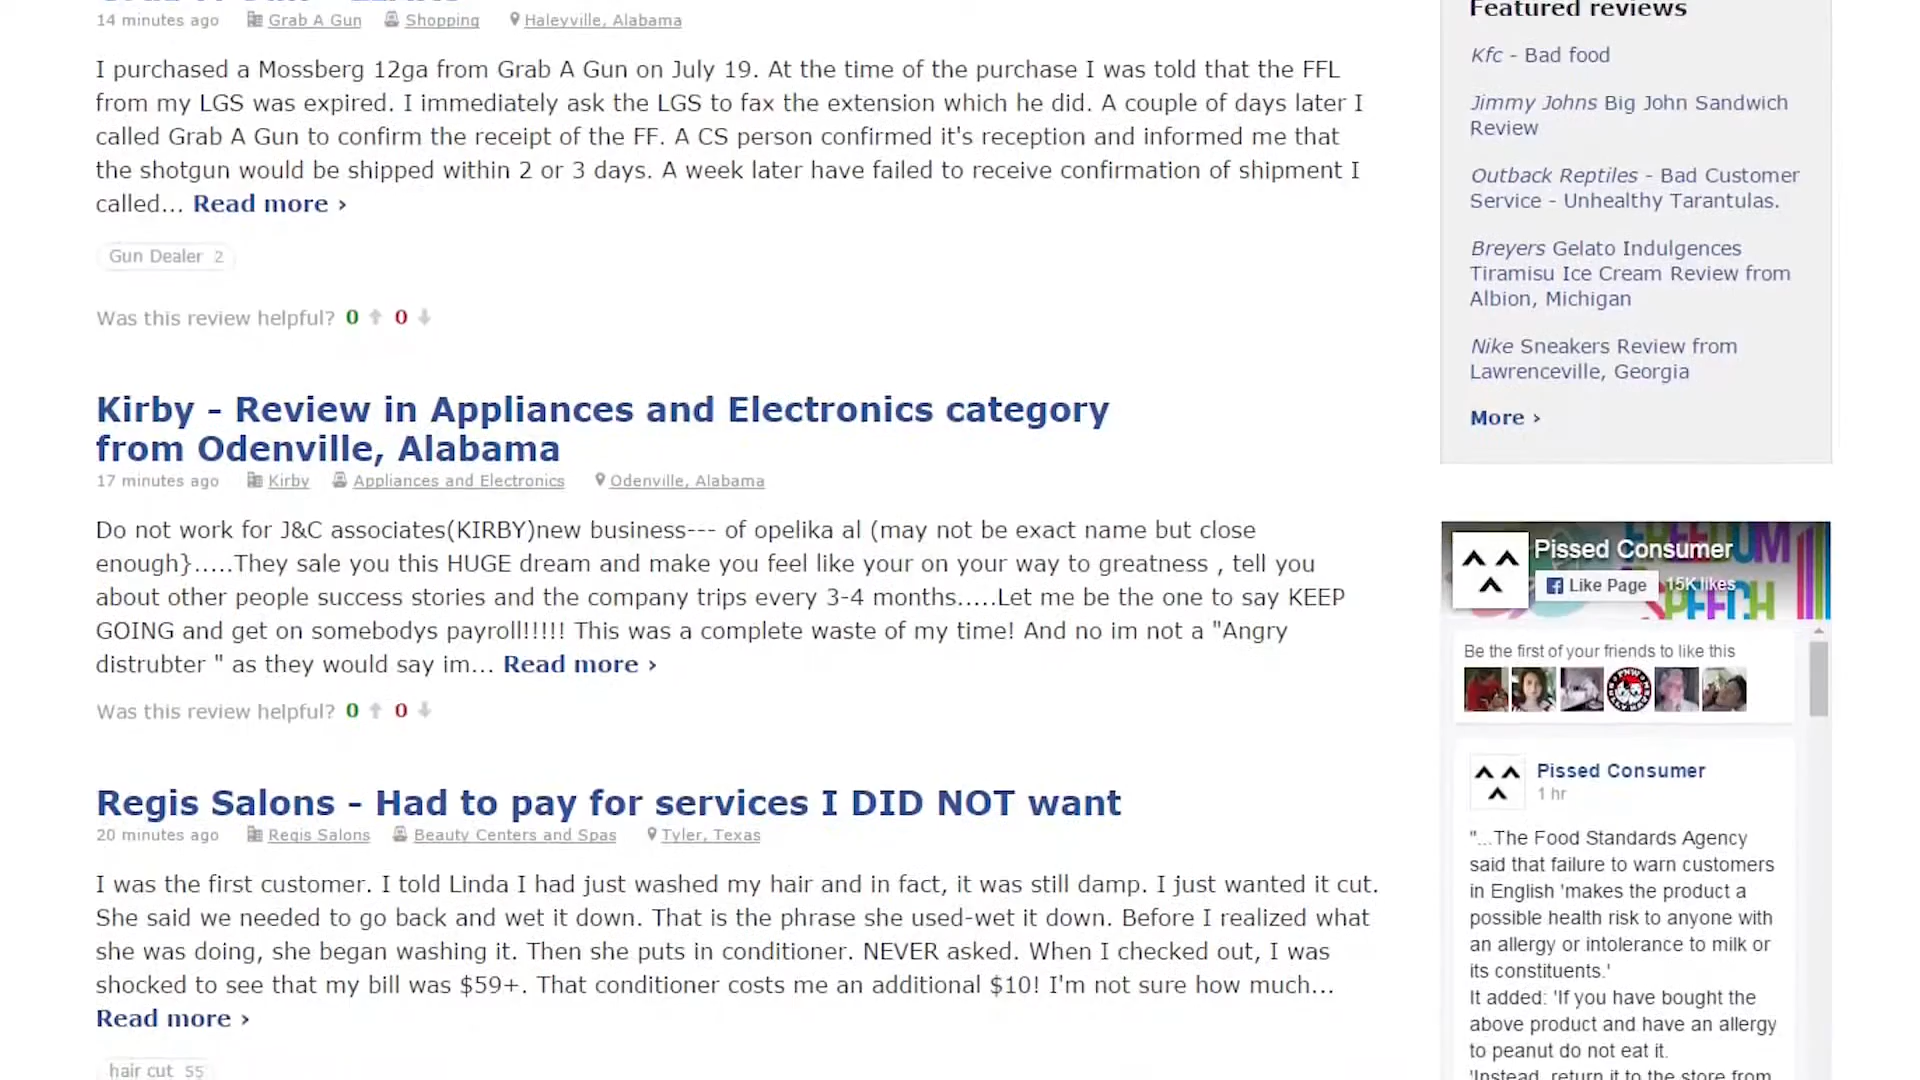 14 minutes ago Grab A Gun Shopping Haleyville, Alabama
I purchased a Mossberg 12ga from Grab A Gun on July 19. At the time of the purchase I was told that the FFL
from my LGS was expired. I immediately ask the LGS to fax the extension which he did. A couple of days later I
called Grab A Gun to confirm the receipt of the FF. A CS person confirmed it's reception and informed me that
the shotgun would be shipped within 2 or 3 days. A week later have failed to receive confirmation of shipment I
called... Read more ›
Gun Dealer 2
Was this review helpful? 0 0
Kirby - Review in Appliances and Electronics category
from Odenville, Alabama
17 minutes ago Kirby Appliances and Electronics Odenville, Alabama
Do not work for J&C associates(KIRBY)new business--- of opelika al (may not be exact name but close
enough}.....They sale you this HUGE dream and make you feel like your on your way to greatness , tell you
about other people success stories and the company trips every 3-4 months.....Let me be the one to say KEEP
GOING and get on somebodys payroll!!!!! This was a complete waste of my time! And no im not a "Angry
distrubter " as they would say im... Read more ›
Was this review helpful? 0 0
Regis Salons - Had to pay for services I DID NOT want
20 minutes ago Regis Salons Beauty Centers and Spas Tyler, Texas
I was the first customer. I told Linda I had just washed my hair and in fact, it was still damp. I just wanted it cut.
She said we needed to go back and wet it down. That is the phrase she used-wet it down. Before I realized what
she was doing, she began washing it. Then she puts in conditioner. NEVER asked. When I checked out, I was
shocked to see that my bill was $59+. That conditioner costs me an additional $10! I'm not sure how much...
Read more ›
hair cut 55
Featured reviews
Kfc - Bad food
Jimmy Johns Big John Sandwich
Review
Outback Reptiles - Bad Customer
Service - Unhealthy Tarantulas.
Breyers Gelato Indulgences
Tiramisu Ice Cream Review from
Albion, Michigan
Nike Sneakers Review from
Lawrenceville, Georgia
More ›
FREEDOM
SPEECH
Pissed Consumer
Like Page 15K likes
Be the first of your friends to like this
Pissed Consumer
1 hr
"...The Food Standards Agency
said that failure to warn customers
in English 'makes the product a
possible health risk to anyone with
an allergy or intolerance to milk or
its constituents.'
It added: 'If you have bought the
above product and have an allergy
to peanut do not eat it.
'Instead, return it to the store from